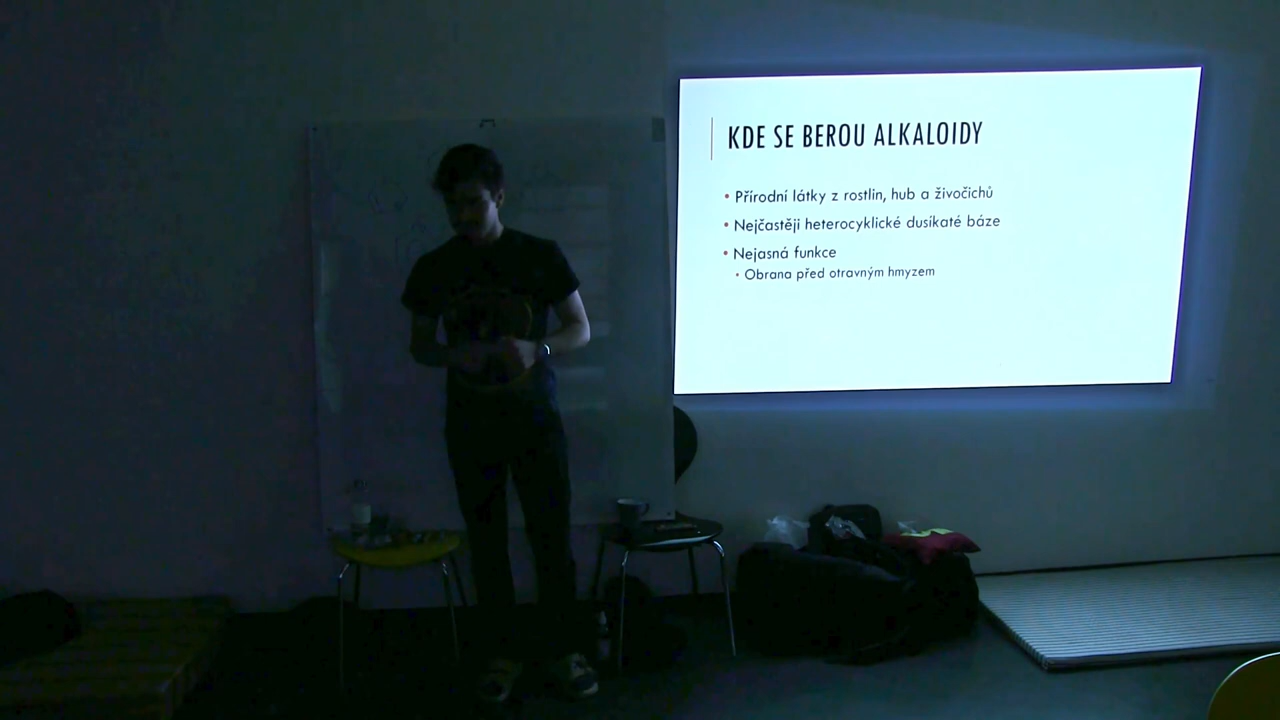 KDE SE BEROU ALKALOIDY
• Přírodní látky z rostlin, hub a živočichů
• Nejčastěji heterocyklické dusíkaté báze
• Nejasná funkce
• Obrana před otravným hmyzem